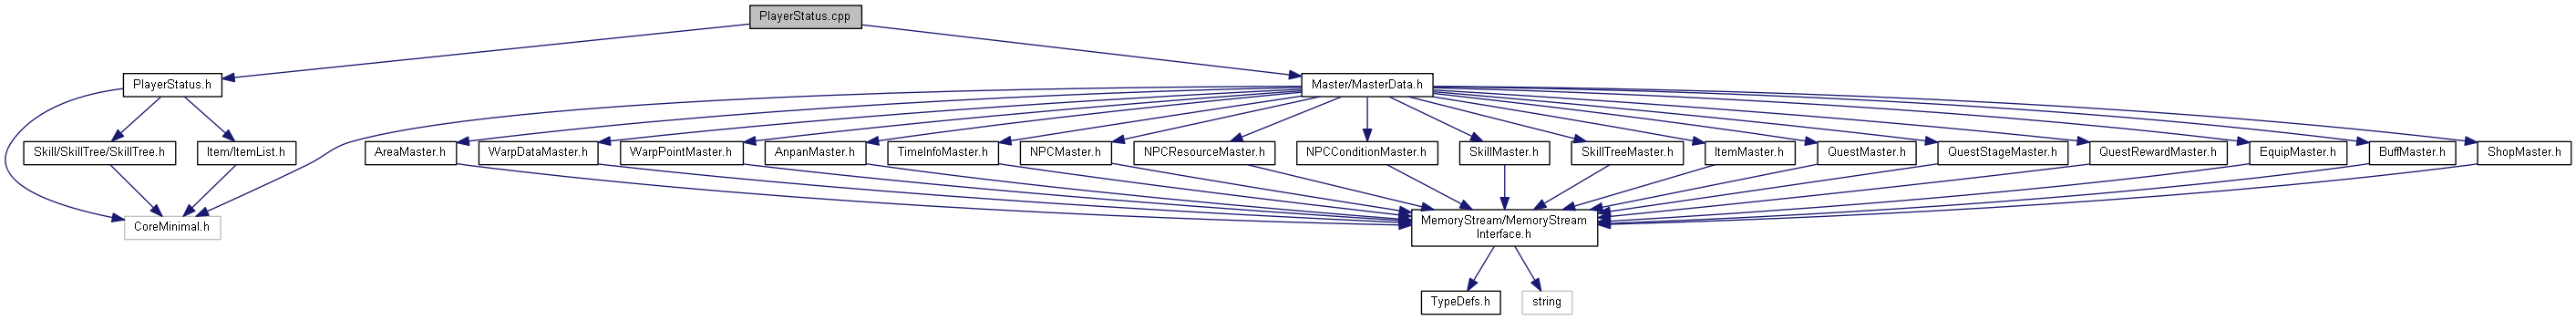 PlayerStatus.cpp
PlayerStatus.h
Master/MasterData.h
Skill/SkillTree/SkillTree.h
Item/ItemList.h
AreaMaster.h
WarpDataMaster.h
WarpPointMaster.h
AnpanMaster.h
TimeInfoMaster.h
NPCMaster.h
NPCResourceMaster.h
NPCConditionMaster.h
SkillMaster.h
SkillTreeMaster.h
ItemMaster.h
QuestMaster.h
QuestStageMaster.h
QuestRewardMaster.h
EquipMaster.h
BuffMaster.h
ShopMaster.h
CoreMinimal.h
MemoryStream/MemoryStream
Interface.h
TypeDefs.h
string